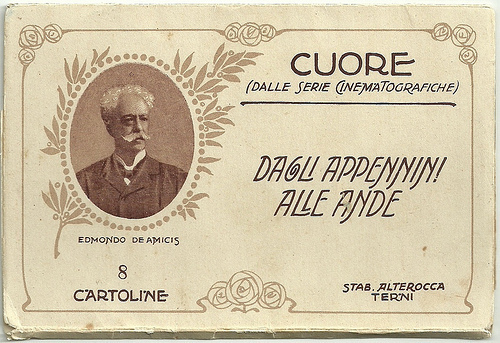 CUORE
(DALLE SERIE CINEMATOGRAFICHE)
DAGLI APPENNINI
ALLE ANDE
EDMONDO DE AMICIS
8
CARTOLINE
STAB. ALTEROCCA
TERNI